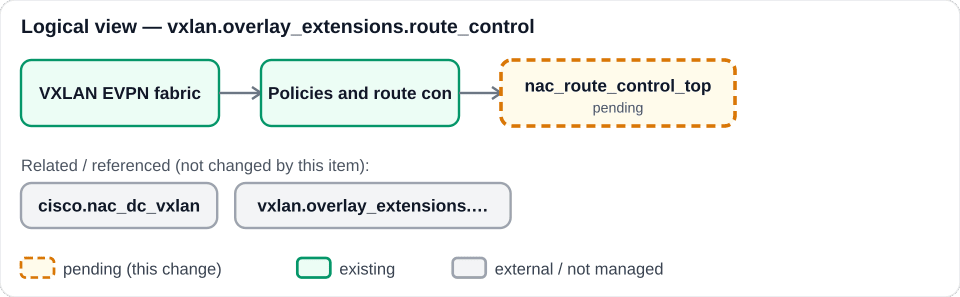 Logical view — vxlan.overlay_extensions.route_control
VXLAN EVPN fabric
Policies and route con
nac_route_control_top
pending
Related / referenced (not changed by this item):
cisco.nac_dc_vxlan
vxlan.overlay_extensions.…
pending (this change)
existing
external / not managed